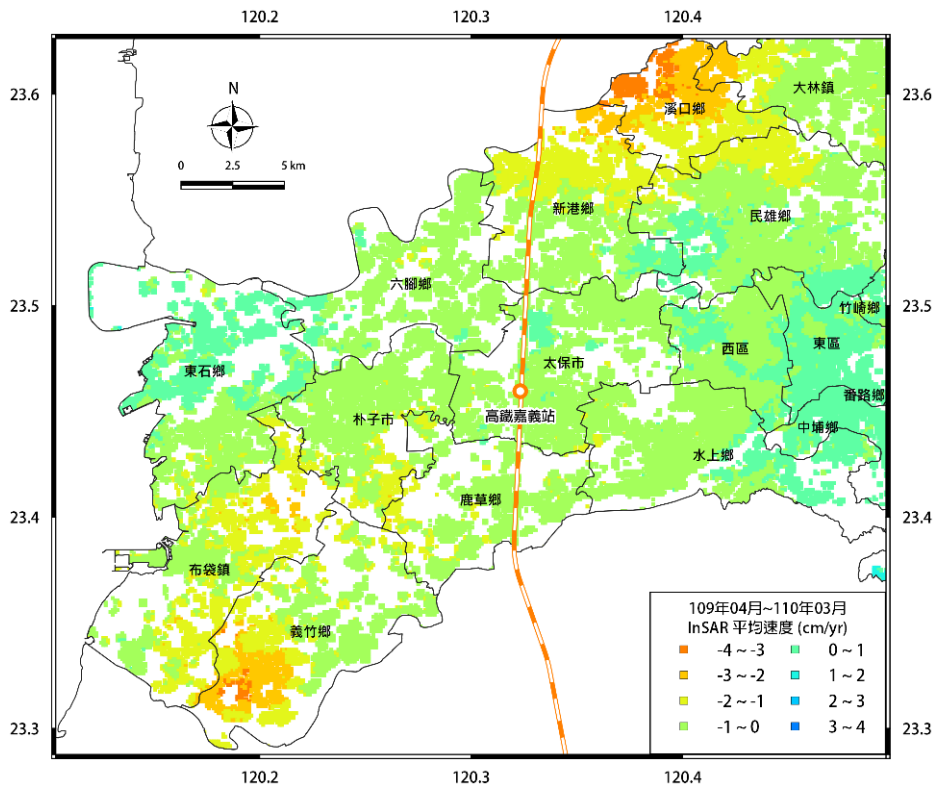 120.2 120.3 120.4
23.6 23.6
N
0 2.5 5 km
大林鎮
溪口鄉
新港鄉
民雄鄉
六腳鄉
23.5 23.5
竹崎鄉
東區
西區
太保市
東石鄉
番路鄉
高鐵嘉義站
朴子市
中埔鄉
水上鄉
鹿草鄉
23.4 23.4
布袋鎮
義竹鄉
109年04月~110年03月
InSAR 平均速度 (cm/yr)
-4 ~ -3 0 ~ 1
-3 ~ -2 1 ~ 2
-2 ~ -1 2 ~ 3
-1 ~ 0 3 ~ 4
23.3 23.3
120.2 120.3 120.4